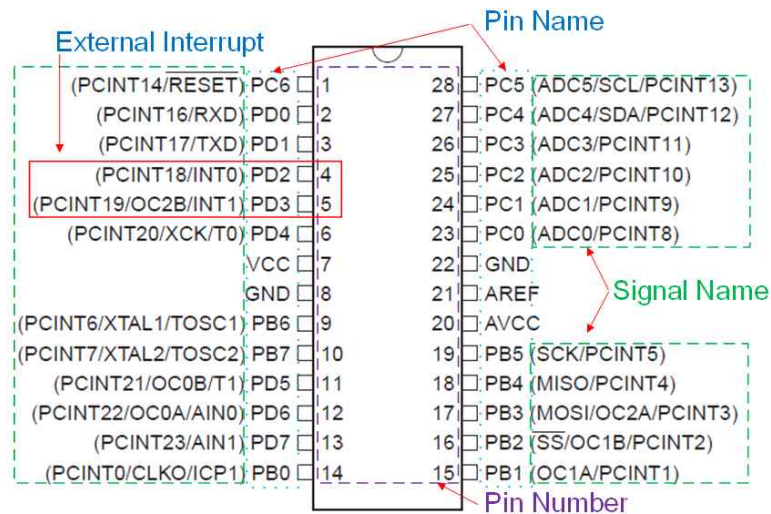 Pin Name
External Interrupt
(PCINT14/RESET) PC6 1 28 PC5 (ADC5/SCL/PCINT13)
(PCINT16/RXD) PD0 2 27 PC4 (ADC4/SDA/PCINT12)
(PCINT17/TXD) PD1 3 26 PC3 (ADC3/PCINT11)
(PCINT18/INT0) PD2 4 25 PC2 (ADC2/PCINT10)
(PCINT19/OC2B/INT1) PD3 5 24 PC1 (ADC1/PCINT9)
(PCINT20/XCK/T0) PD4 6 23 PC0 (ADC0/PCINT8)
VCC 7 22 GND
GND 8 21 AREF
Signal Name
(PCINT6/XTAL1/TOSC1) PB6 9 20 AVCC
(PCINT7/XTAL2/TOSC2) PB7 10 19 PB5 (SCK/PCINT5)
(PCINT21/OC0B/T1) PD5 11 18 PB4 (MISO/PCINT4)
(PCINT22/OC0A/AIN0) PD6 12 17 PB3 (MOSI/OC2A/PCINT3)
(PCINT23/AIN1) PD7 13 16 PB2 (SS/OC1B/PCINT2)
(PCINT0/CLKO/ICP1) PB0 14 15 PB1 (OC1A/PCINT1)
Pin Number